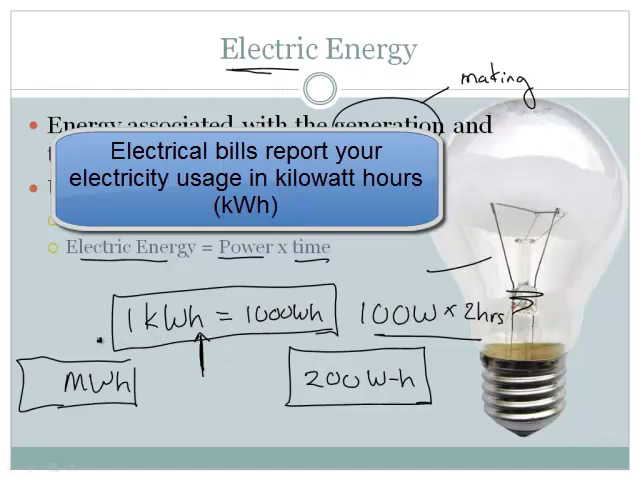 Electric Energy
making
Energy associated with the generation and
Electrical bills report your
electricity usage in kilowatt hours
(kWh)
Electric Energy = Power x time
1 kWh = 1000Wh
100W x 2hrs
MWh
200W-h